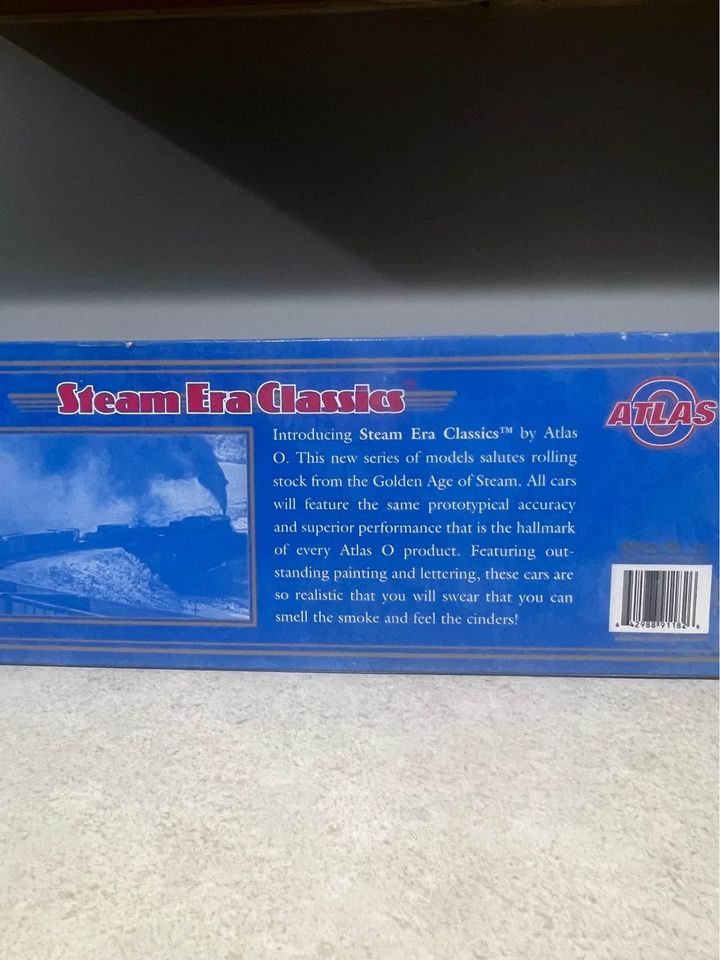 Steam Era Classics
ATLAS
O
Introducing Steam Era Classics™ by Atlas
O. This new series of models salutes rolling
stock from the Golden Age of Steam. All cars
will feature the same prototypical accuracy
and superior performance that is the hallmark
of every Atlas O product. Featuring out-
standing painting and lettering, these cars are
so realistic that you will swear that you can
smell the smoke and feel the cinders!